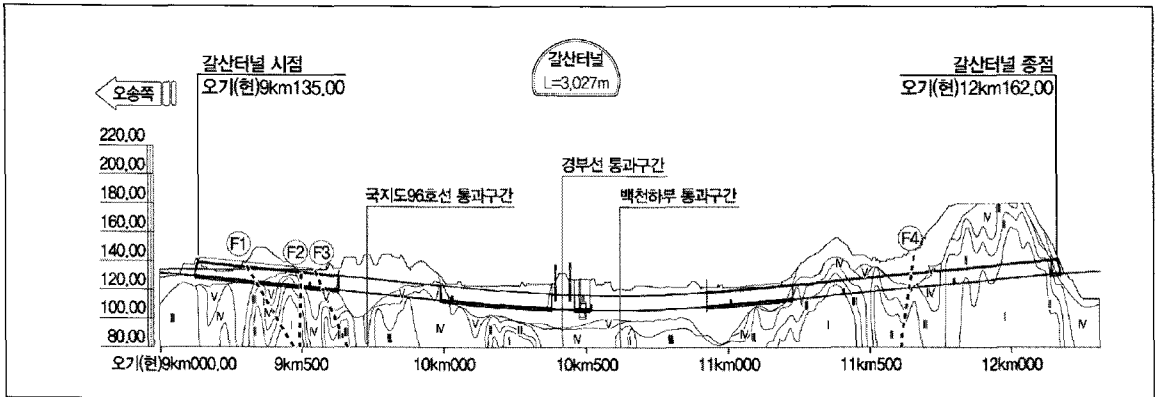 갈산터널 시점
오기(현)9km135.00
오송쪽
갈산터널
L=3,027m
갈산터널 종점
오기(현)12km162.00
220.00
200.00
180.00
160.00
140.00
120.00
100.00
80.00
국지도96호선 통과구간
경부선 통과구간
백천하부 통과구간
F1
F2
F3
F4
오기(현)9km000.00
9km500
10km000
10km500
11km000
11km500
12km000